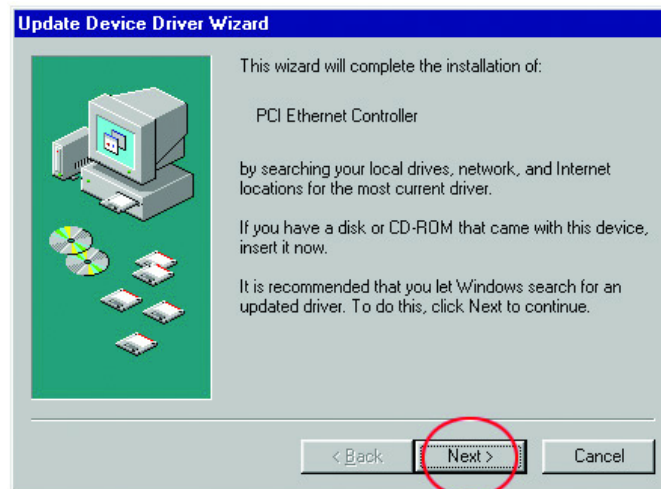 Update Device Driver Wizard
This wizard will complete the installation of:
PCI Ethernet Controller
by searching your local drives, network, and Internet
locations for the most current driver.
If you have a disk or CD-ROM that came with this device,
insert it now.
It is recommended that you let Windows search for an
updated driver. To do this, click Next to continue.
< Back
Next >
Cancel